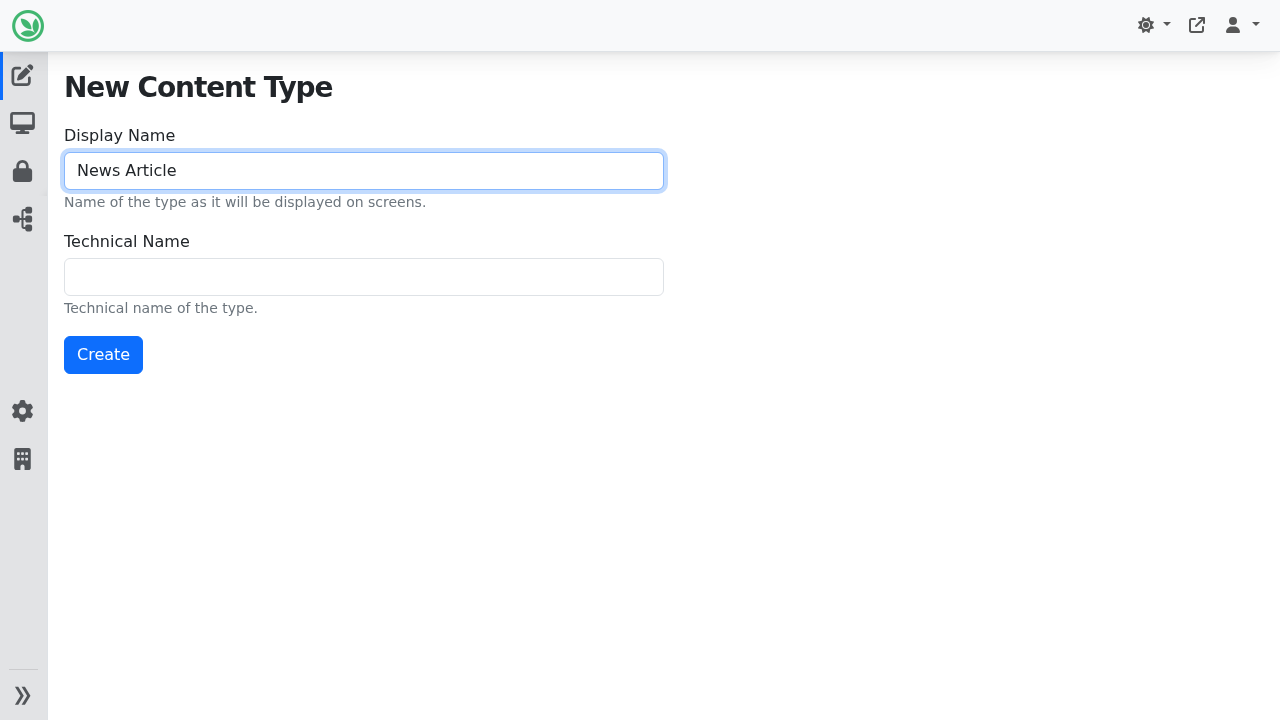 New Content Type
Display Name
News Article
Name of the type as it will be displayed on screens.
Technical Name
Technical name of the type.
Create